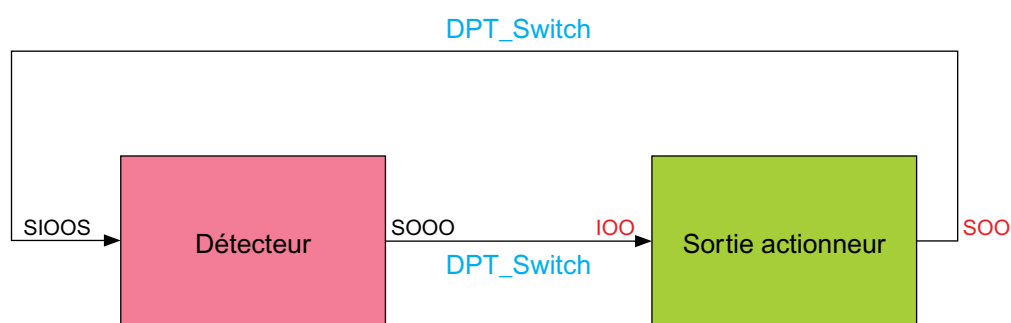 DPT_Switch
SIOOS
Détecteur
SOOO
IOO
Sortie actionneur
SOO
DPT_Switch